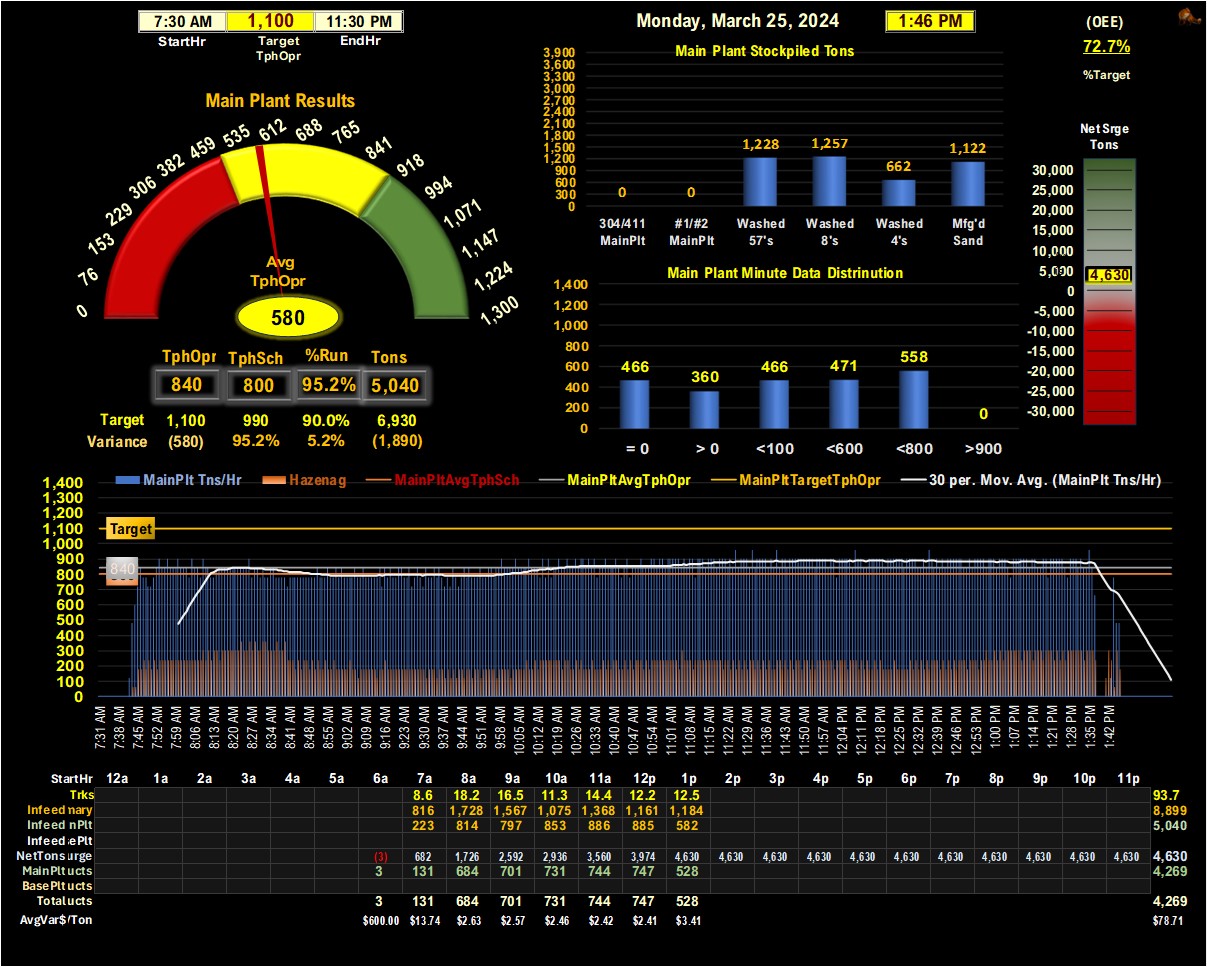 7:30 AM 1,100 11:30 PM
StartHr Target TphOpr EndHr
Monday, March 25, 2024 1:46 PM
(OEE)
72.7%
%Target
Main Plant Results
0 76 153 229 306 382 459 535 612 688 765 841 918 994 1,071 1,147 1,224 1,300
Avg
TphOpr
580
TphOpr TphSch %Run Tons
840 800 95.2% 5,040
Target 1,100 990 90.0% 6,930
Variance (580) 95.2% 5.2% (1,890)
Main Plant Stockpiled Tons
3,900
3,600
3,300
3,000
2,700
2,400
2,100
1,800
1,500
1,200
900
600
300
0
0 0 1,228 1,257 662 1,122
304/411 #1/#2 Washed Washed Washed Mfg'd
MainPlt MainPlt 57's 8's 4's Sand
Main Plant Minute Data Distrinution
1,400
1,200
1,000
800
600
400
200
0
466 360 466 471 558 0
= 0 > 0 <100 <600 <800 >900
Net Srge
Tons
30,000
25,000
20,000
15,000
10,000
5,000
4,630
0
-5,000
-10,000
-15,000
-20,000
-25,000
-30,000
MainPlt Tns/Hr Hazenag MainPltAvgTphSch MainPltAvgTphOpr MainPltTargetTphOpr 30 per. Mov. Avg. (MainPlt Tns/Hr)
1,400
1,300
1,200
1,100
1,000
900
800
700
600
500
400
300
200
100
0
Target
840
7:31 AM 7:38 AM 7:45 AM 7:52 AM 7:59 AM 8:06 AM 8:13 AM 8:20 AM 8:27 AM 8:34 AM 8:41 AM 8:48 AM 8:55 AM 9:02 AM 9:09 AM 9:16 AM 9:23 AM 9:30 AM 9:37 AM 9:44 AM 9:51 AM 9:58 AM 10:05 AM 10:12 AM 10:19 AM 10:26 AM 10:33 AM 10:40 AM 10:47 AM 10:54 AM 11:01 AM 11:08 AM 11:15 AM 11:22 AM 11:29 AM 11:36 AM 11:43 AM 11:50 AM 11:57 AM 12:04 PM 12:11 PM 12:18 PM 12:25 PM 12:32 PM 12:39 PM 12:46 PM 12:53 PM 1:00 PM 1:07 PM 1:14 PM 1:21 PM 1:28 PM 1:35 PM 1:42 PM
StartHr 12a 1a 2a 3a 4a 5a 6a 7a 8a 9a 10a 11a 12p 1p 2p 3p 4p 5p 6p 7p 8p 9p 10p 11p
Trks 8.6 18.2 16.5 11.3 14.4 12.2 12.5 93.7
Infeed nary 816 1,728 1,567 1,075 1,368 1,161 1,184 8,899
Infeed nPlt 223 814 797 853 886 885 582 5,040
Infeed ePlt
NetTons urge (3) 682 1,726 2,592 2,936 3,560 3,974 4,630 4,630 4,630 4,630 4,630 4,630 4,630 4,630 4,630 4,630 4,630 4,630
MainPlt ucts 3 131 684 701 731 744 747 528 4,269
BasePlt ucts
Total ucts 3 131 684 701 731 744 747 528 4,269
AvgVar$/Ton $600.00 $13.74 $2.63 $2.57 $2.46 $2.42 $2.41 $3.41 $78.71